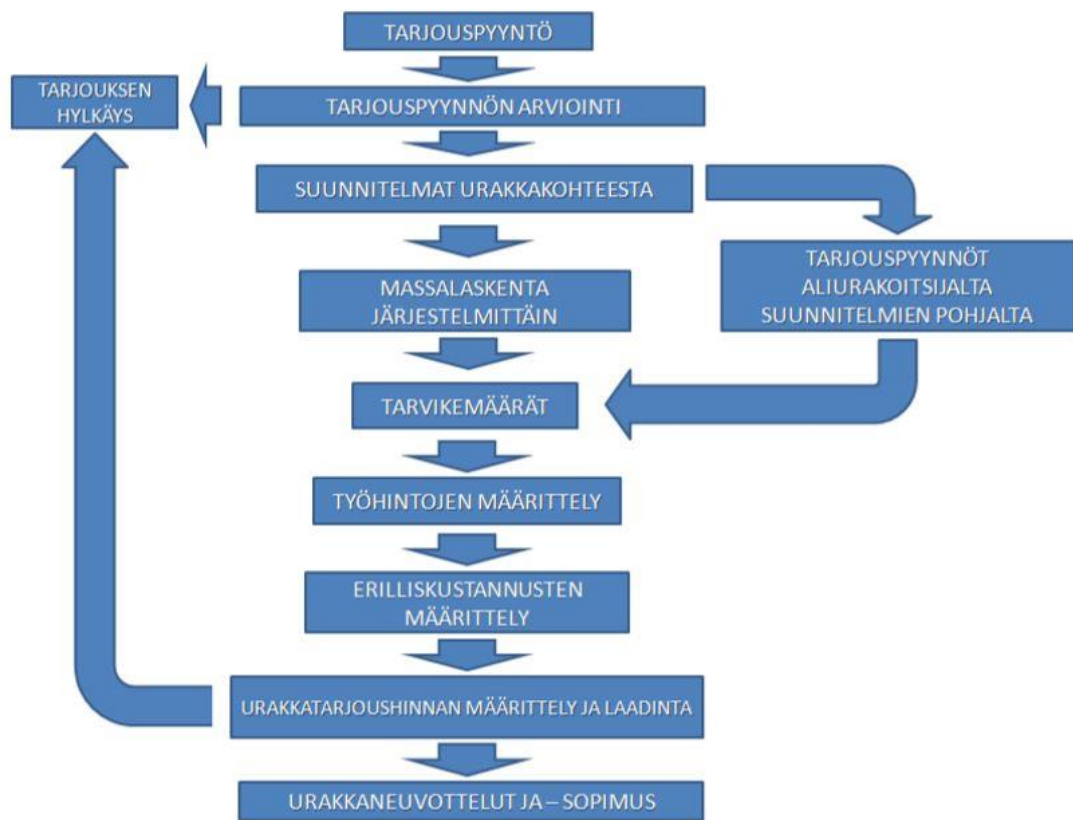 TARJOUSPYYNTÖ
TARJOUKSEN
HYLKÄYS
TARJOUSPYYNNÖN ARVIOINTI
SUUNNITELMAT URAKKAKOHTEESTA
TARJOUSPYYNNÖT
ALIURAKOITSIJALTA
SUUNNITELMIEN POHJALTA
MASSALASKENTA
JÄRJESTELMITTÄIN
TARVIKEMÄÄRÄT
TYÖHINTOJEN MÄÄRITTELY
ERILLISKUSTANNUSTEN
MÄÄRITTELY
URAKKATARJOUSHINNAN MÄÄRITTELY JA LAADINTA
URAKKANEUVOTTELUT JA – SOPIMUS